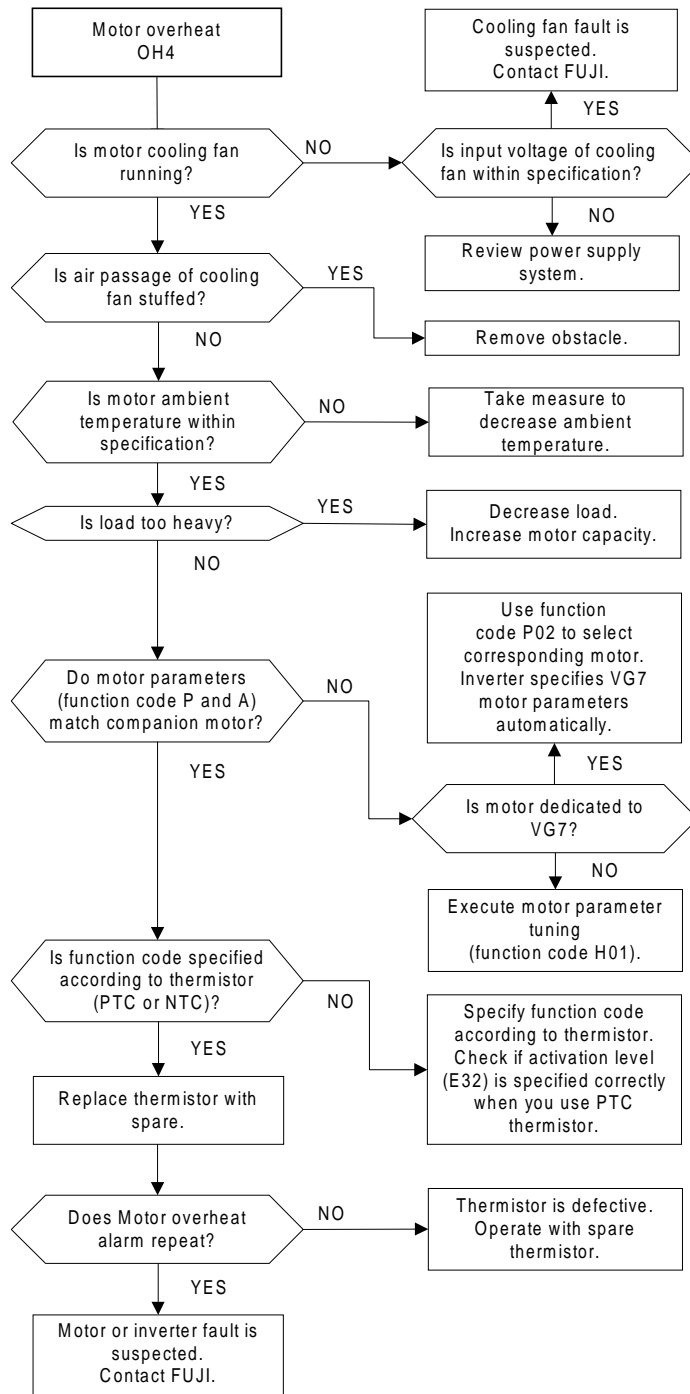 Motor overheat
OH4
Cooling fan fault is
suspected.
Contact FUJI.
YES
Is motor cooling fan
running?
NO
Is input voltage of cooling
fan within specification?
YES
NO
Review power supply
system.
Is air passage of cooling
fan stuffed?
YES
Remove obstacle.
NO
Is motor ambient
temperature within
specification?
NO
Take measure to
decrease ambient
temperature.
YES
Is load too heavy?
YES
Decrease load.
Increase motor capacity.
NO
Use function
code P02 to select
corresponding motor.
Inverter specifies VG7
motor parameters
automatically.
Do motor parameters
(function code P and A)
match companion motor?
NO
YES
YES
Is motor dedicated to
VG7?
NO
Execute motor parameter
tuning
(function code H01).
Is function code specified
according to thermistor
(PTC or NTC)?
NO
Specify function code
according to thermistor.
Check if activation level
(E32) is specified correctly
when you use PTC
thermistor.
YES
Replace thermistor with
spare.
Does Motor overheat
alarm repeat?
NO
Thermistor is defective.
Operate with spare
thermistor.
YES
Motor or inverter fault is
suspected.
Contact FUJI.